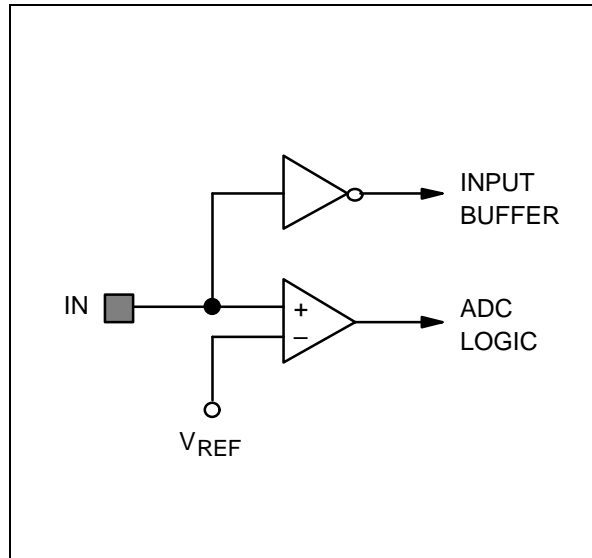 INPUT
BUFFER
IN
+
−
ADC
LOGIC
VREF